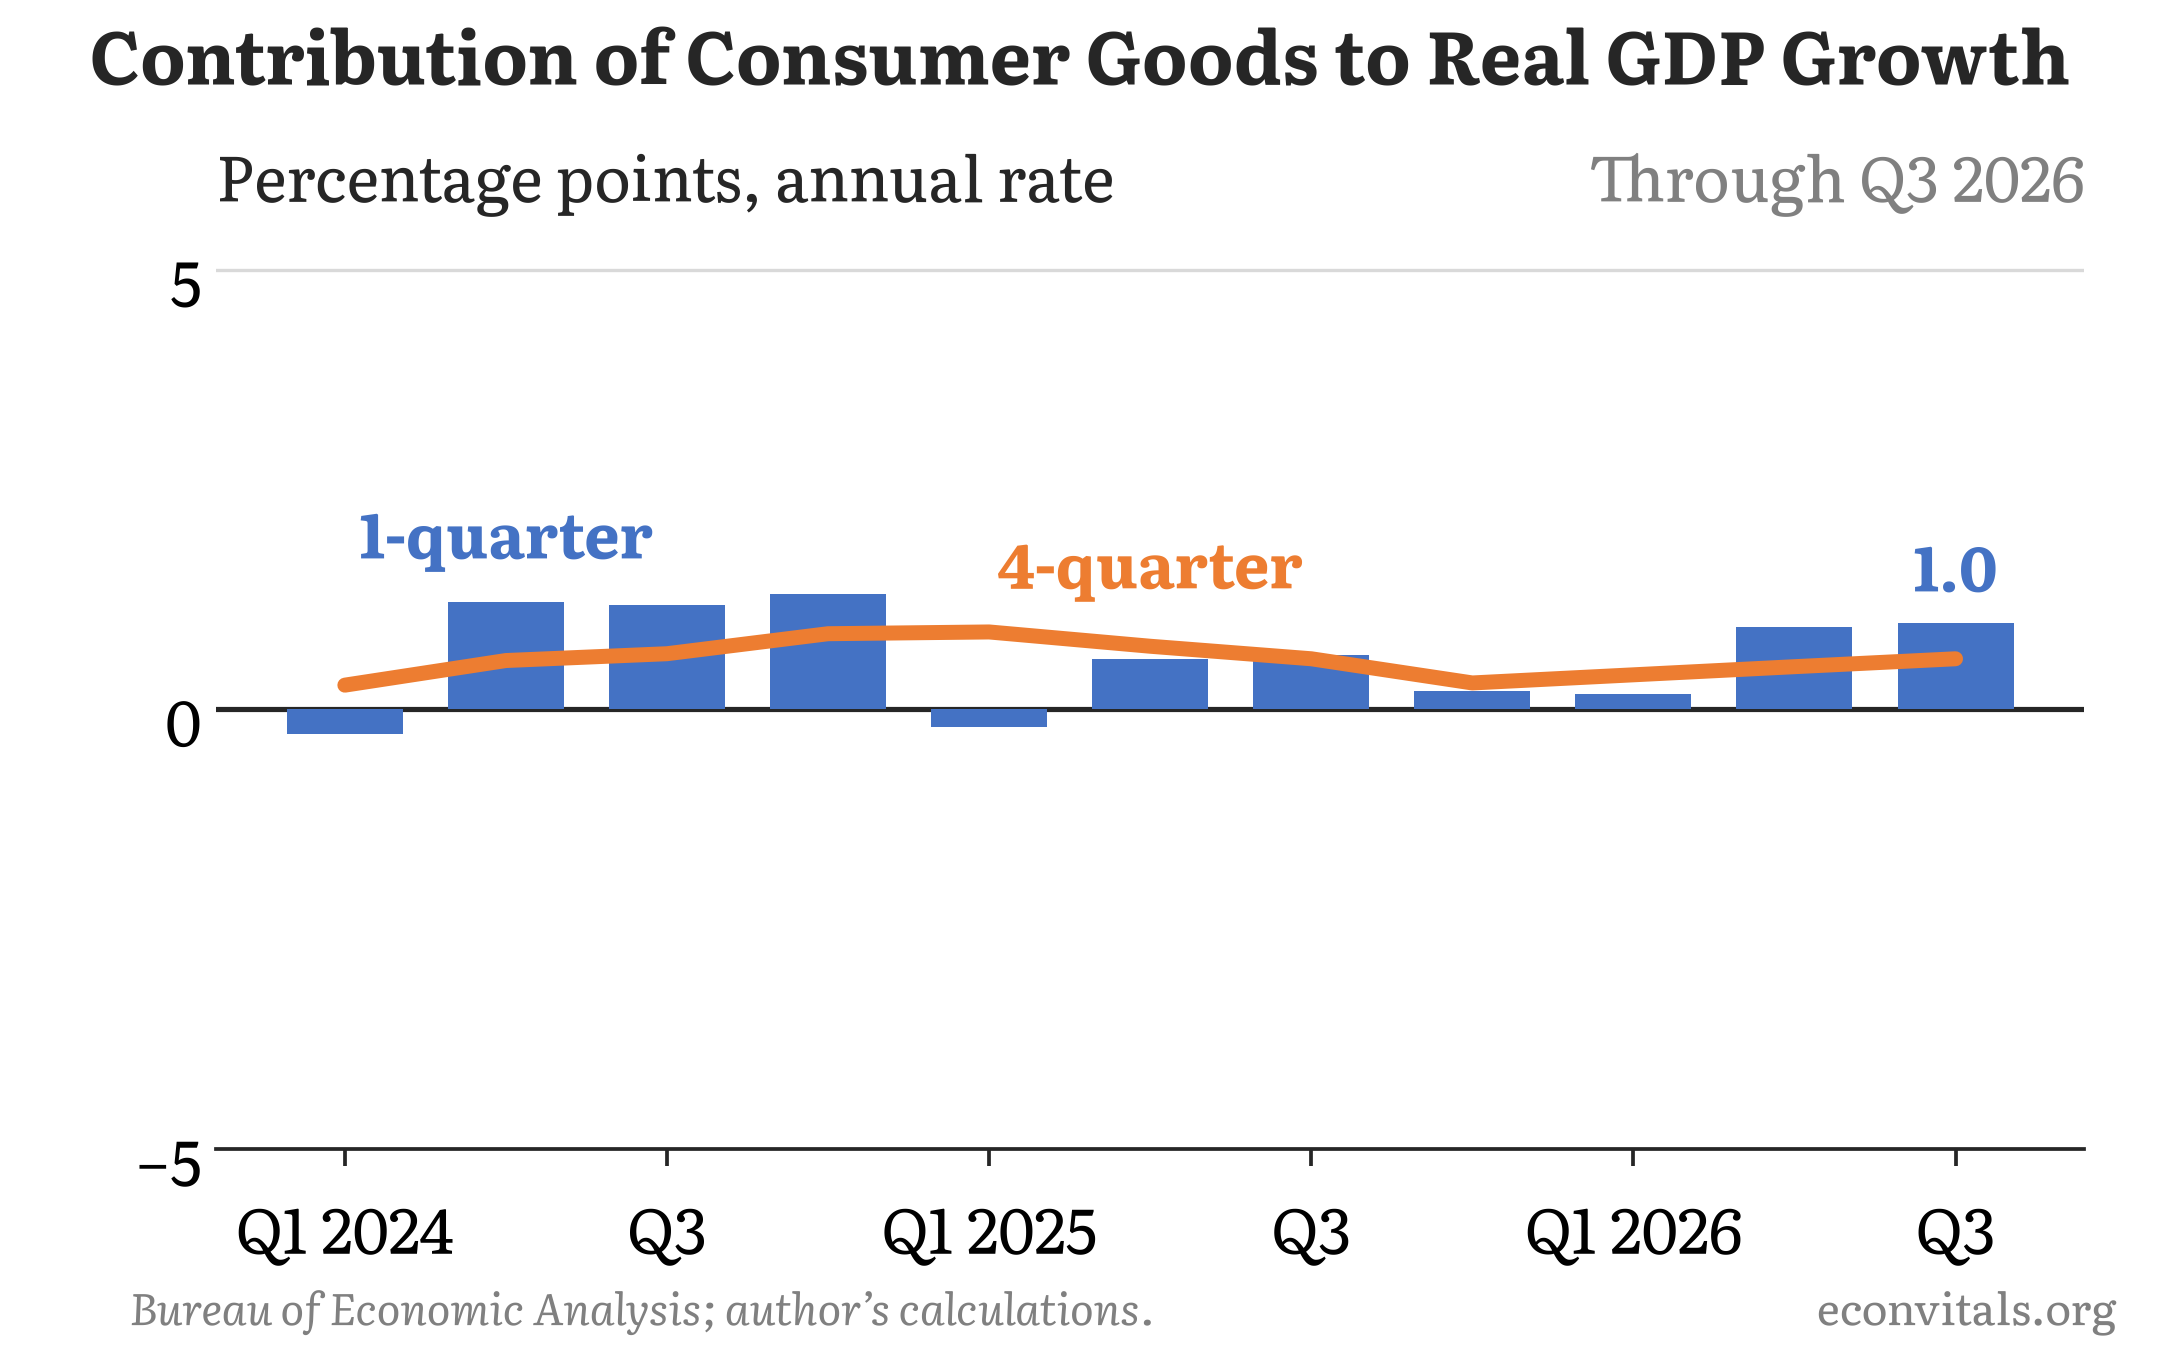 Contribution of Consumer Goods to Real GDP Growth
Percentage points, annual rate
Through Q3 2026
5
1-quarter
4-quarter
1.0
0
−5
Q1 2024 Q3 Q1 2025 Q3 Q1 2026 Q3
Bureau of Economic Analysis; author’s calculations.
econvitals.org